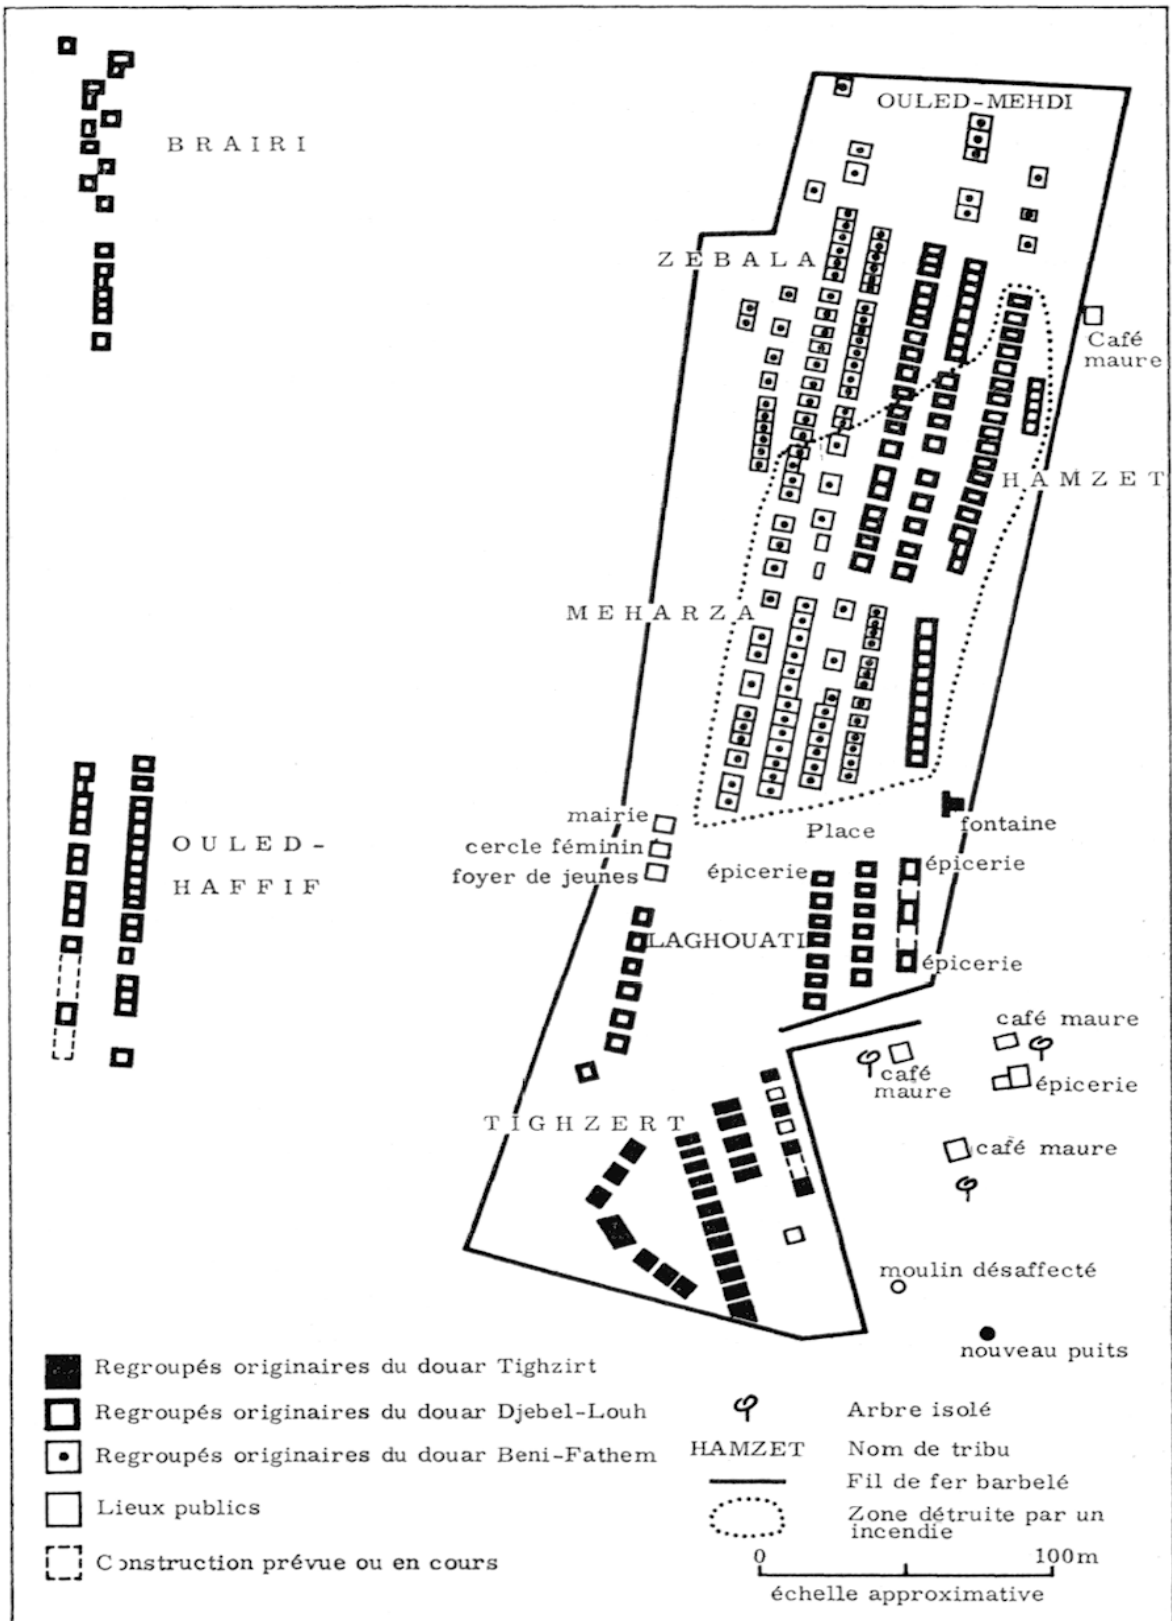 OULED-MEHDI
BRAIRI
ZEBALA
Café
maure
HAMZET
MEHARZA
mairie
Place
fontaine
cercle féminin
foyer de jeunes
épicerie
épicerie
OULED-
HAFFIF
LAGHOUATI
épicerie
café maure
café
maure
épicerie
TIGHZERT
café maure
moulin désaffecté
nouveau puits
Regroupés originaires du douar Tighzirt
Regroupés originaires du douar Djebel-Louh
Regroupés originaires du douar Beni-Fathem
Lieux publics
Construction prévue ou en cours
Arbre isolé
HAMZET Nom de tribu
Fil de fer barbelé
Zone détruite par un
incendie
0 100m
échelle approximative